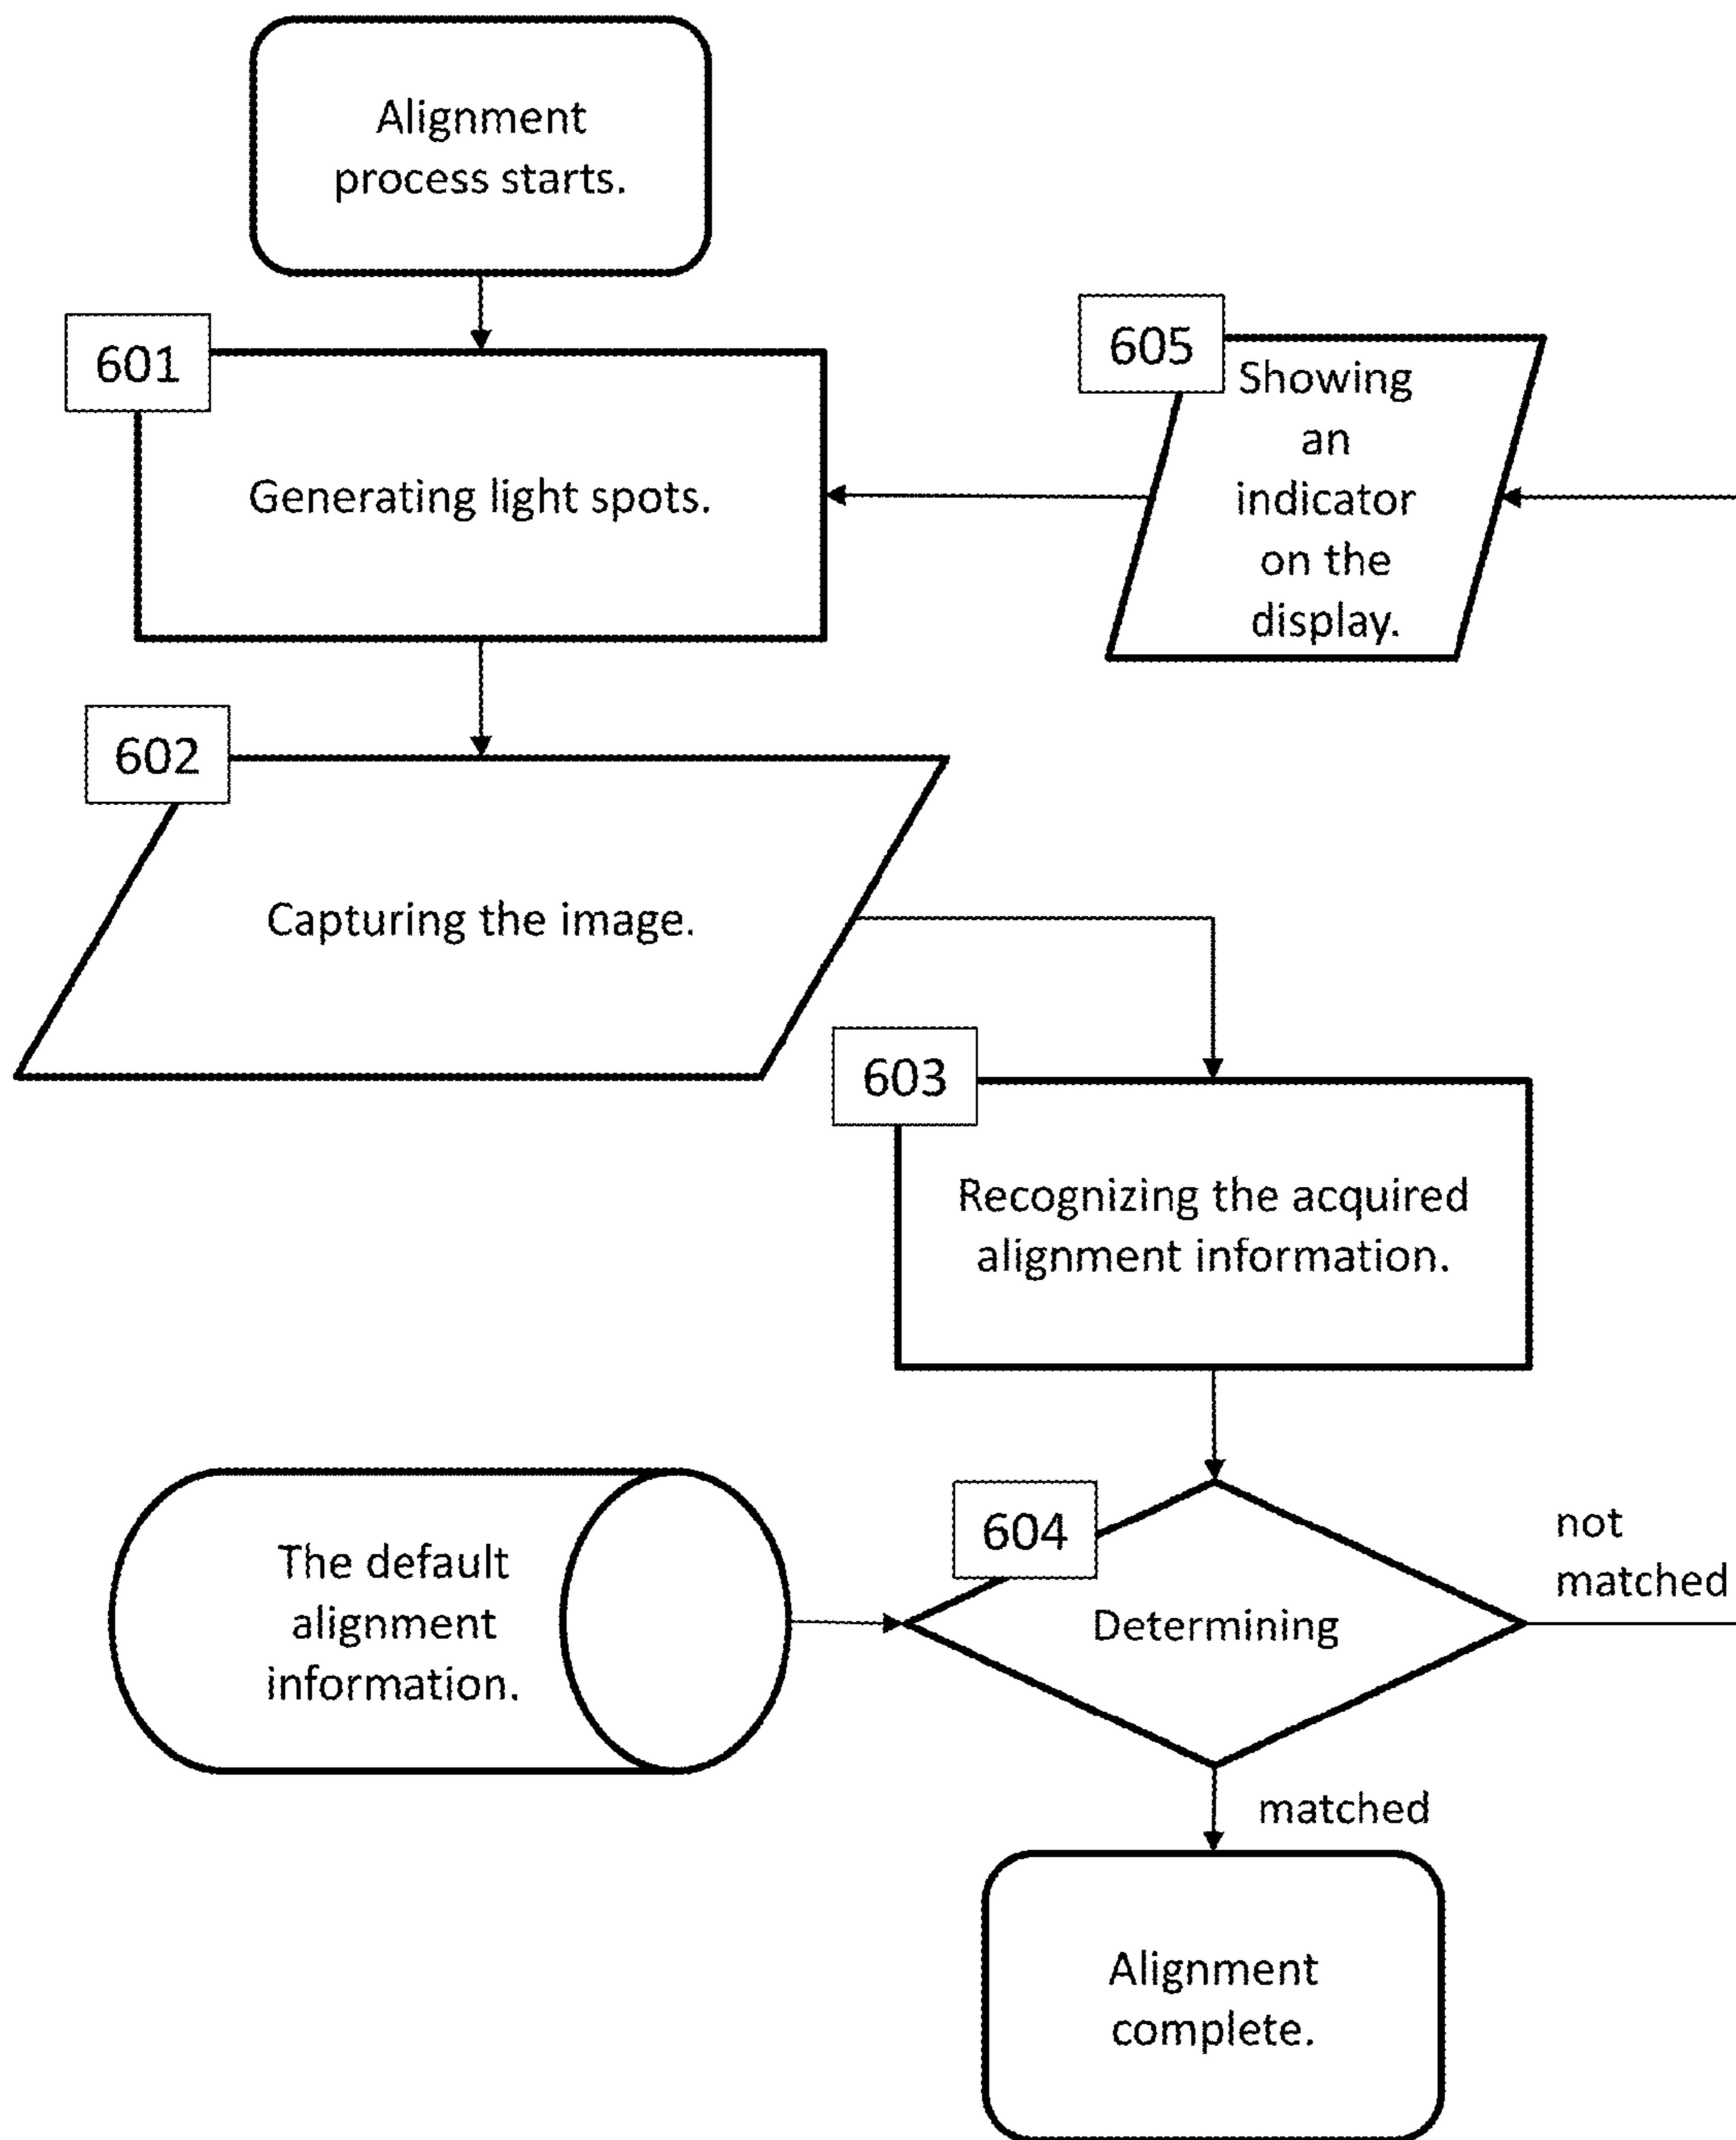 Alignment
process starts.
601
Generating light spots.
605
Showing
an
indicator
on the
display.
602
Capturing the image.
603
Recognizing the acquired
alignment information.
The default
alignment
information.
604
Determining
not
matched
matched
Alignment
complete.